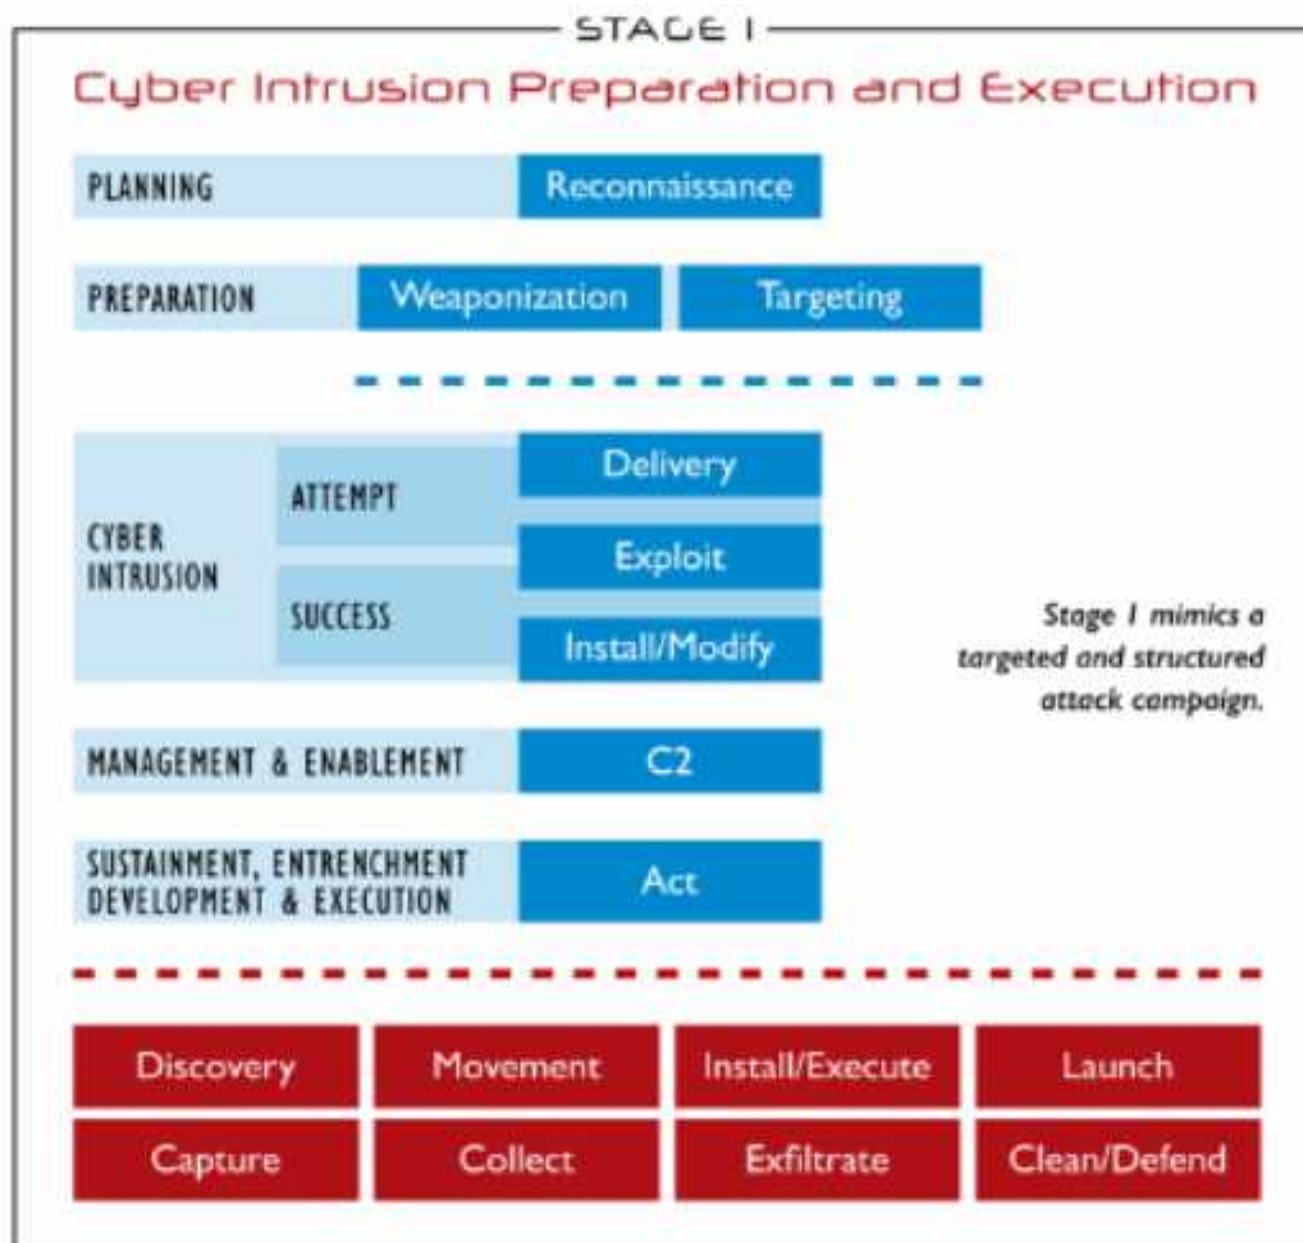 STAGE 1
Cyber Intrusion Preparation and Execution
PLANNING
Reconnaissance
PREPARATION
Weaponization
Targeting
CYBER
INTRUSION
ATTEMPT
SUCCESS
Delivery
Exploit
Install/Modify
Stage 1 mimics a
targeted and structured
attack campaign.
MANAGEMENT & ENABLEMENT
C2
SUSTAINMENT, ENTRENCHMENT
DEVELOPMENT & EXECUTION
Act
Discovery
Movement
Install/Execute
Launch
Capture
Collect
Exfiltrate
Clean/Defend